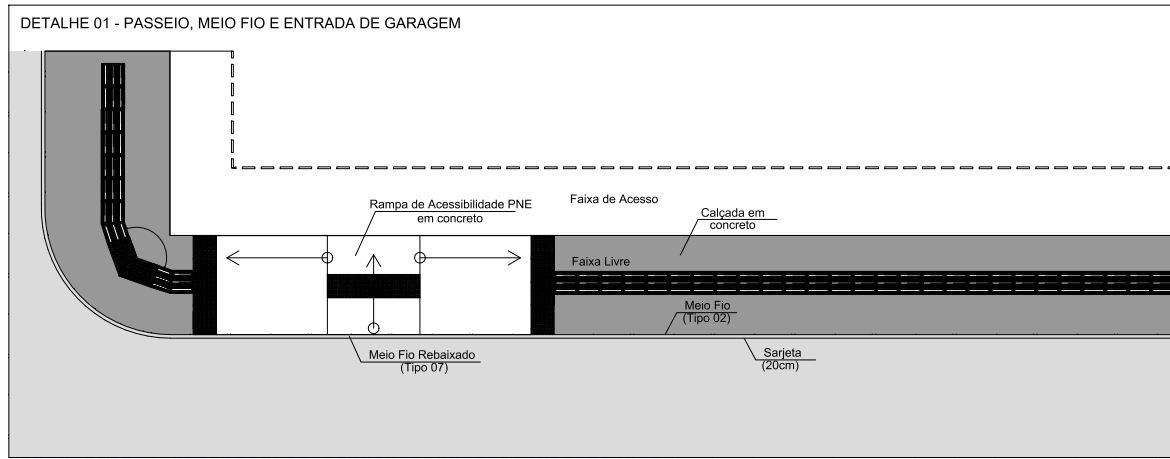 DETALHE 01 - PASSEIO, MEIO FIO E ENTRADA DE GARAGEM
Rampa de Acessibilidade PNE
em concreto
Faixa de Acesso
Calçada em
concreto
Faixa Livre
Meio Fio
(Tipo 02)
Meio Fio Rebaixado
(Tipo 07)
Sarjeta
(20cm)